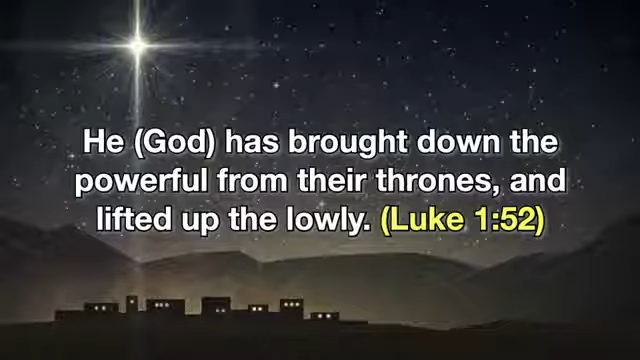 He (God) has brought down the
powerful from their thrones, and
lifted up the lowly. (Luke 1:52)